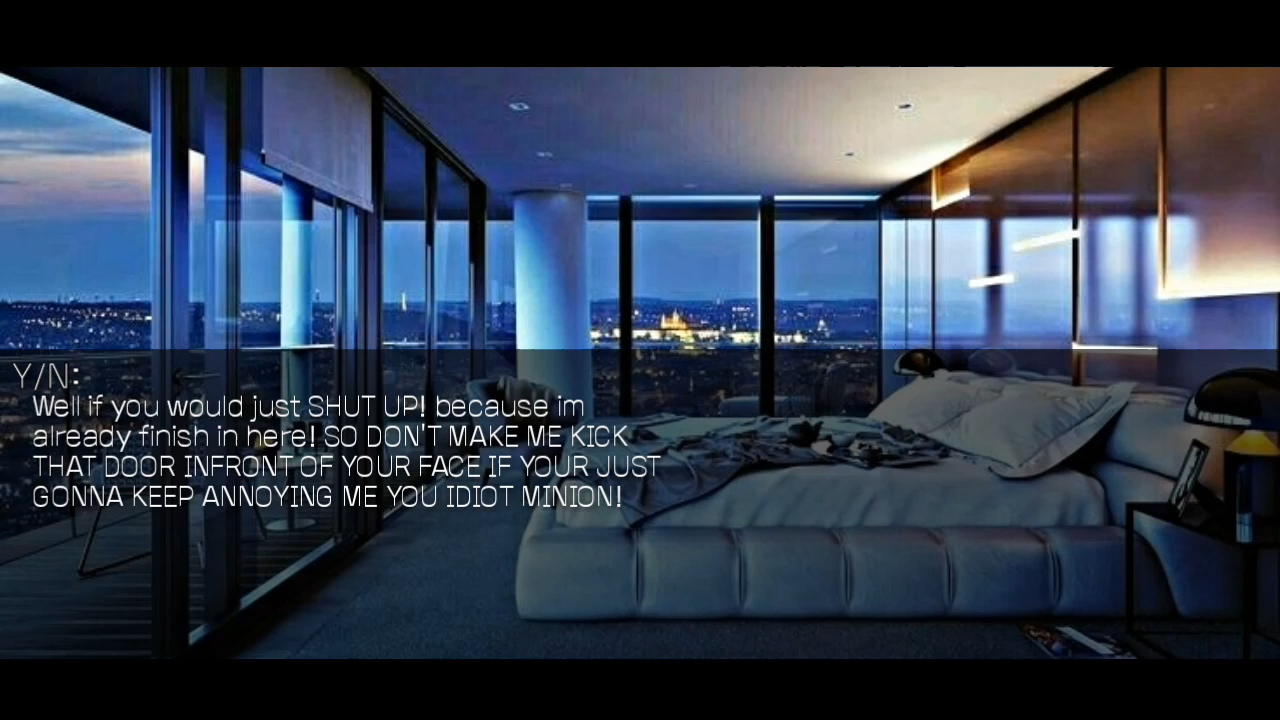 Y/N:
Well if you would just SHUT UP! because im
already finish in here! SO DON'T MAKE ME KICK
THAT DOOR INFRONT OF YOUR FACE IF YOUR JUST
GONNA KEEP ANNOYING ME YOU IDIOT MINION!